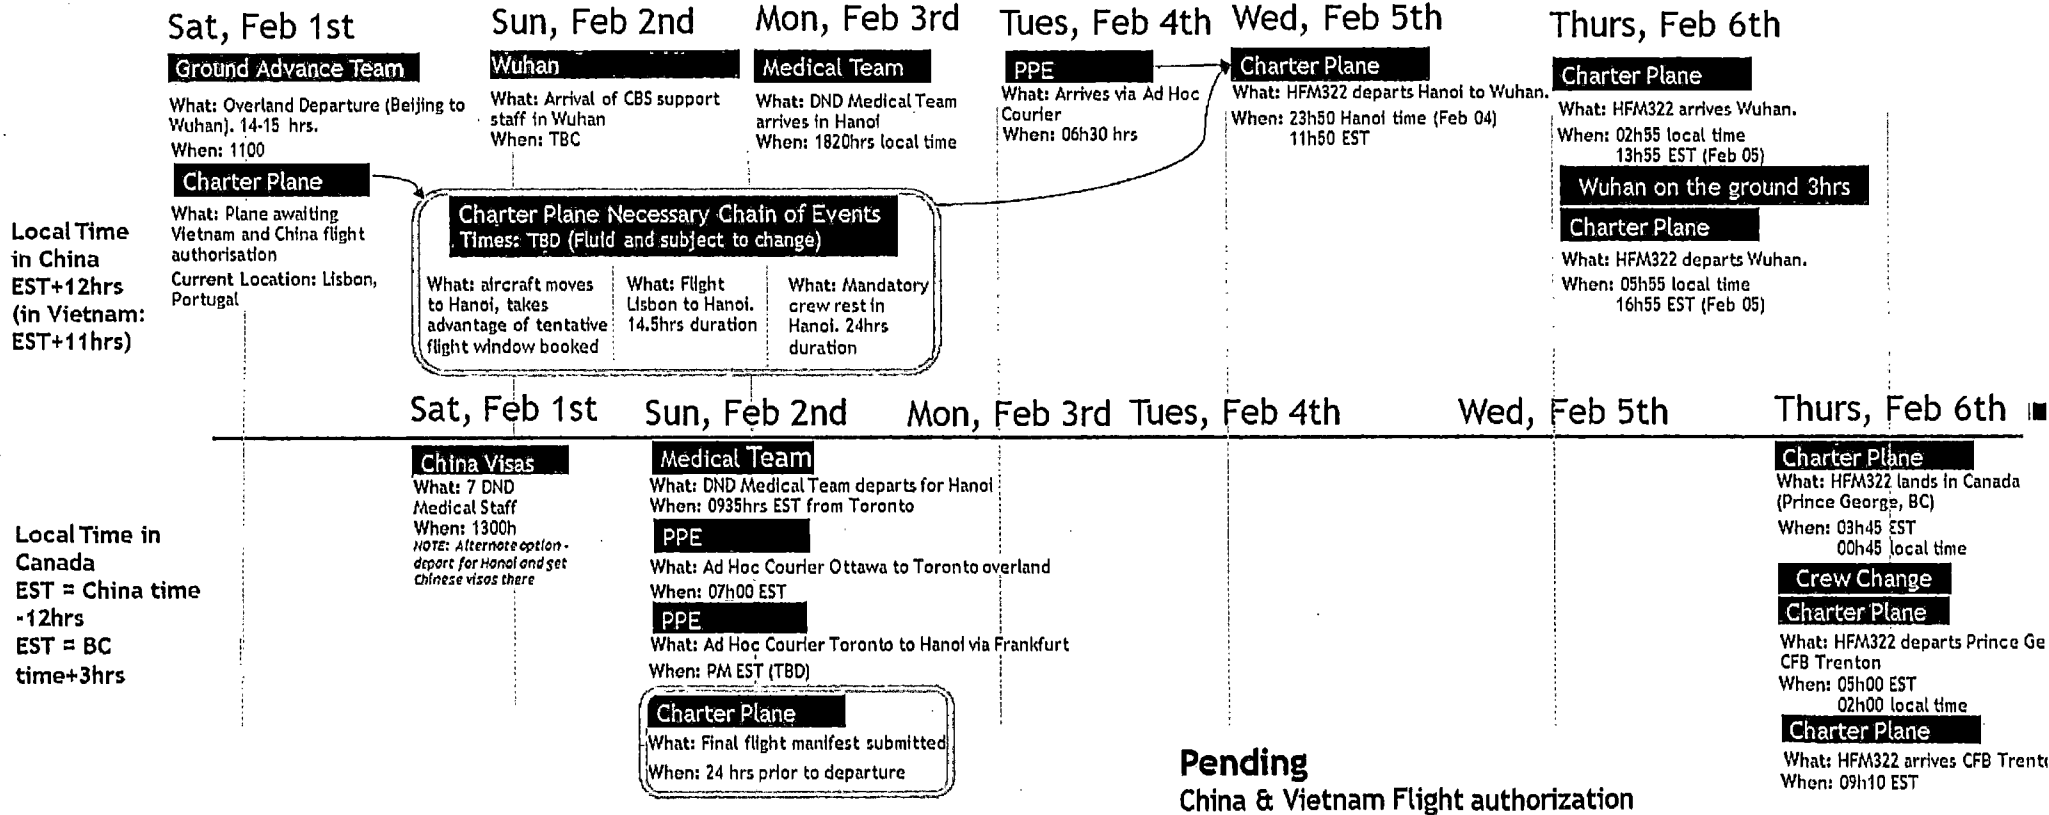 Sat, Feb 1st
Ground Advance Team
What: Overland Departure (Beijing to
Wuhan). 14-15 hrs.
When: 1100
Charter Plane
What: Plane awaiting
Vietnam and China flight
authorisation
Current Location: Lisbon,
Portugal
Sun, Feb 2nd
Wuhan
What: Arrival of CBS support
staff in Wuhan
When: TBC
Mon, Feb 3rd
Medical Team
What: DND Medical Team
arrives in Hanoi
When: 1820hrs local time
Tues, Feb 4th
PPE
What: Arrives via Ad Hoc
Courier
When: 06h30 hrs
Wed, Feb 5th
Charter Plane
What: HFM322 departs Hanoi to Wuhan.
When: 23h50 Hanoi time (Feb 04)
11h50 EST
Thurs, Feb 6th
Charter Plane
What: HFM322 arrives Wuhan.
When: 02h55 local time
13h55 EST (Feb 05)
Wuhan on the ground 3hrs
Charter Plane
What: HFM322 departs Wuhan.
When: 05h55 local time
16h55 EST (Feb 05)
Local Time
in China
EST+12hrs
(in Vietnam:
EST+11hrs)
Charter Plane Necessary Chain of Events
Times: TBD (Fluid and subject to change)
What: aircraft moves
to Hanoi, takes
advantage of tentative
flight window booked
What: Flight
Lisbon to Hanoi.
14.5hrs duration
What: Mandatory
crew rest in
Hanoi. 24hrs
duration
Sat, Feb 1st
China Visas
What: 7 DND
Medical Staff
When: 1300h
NOTE: Alternate option -
depart for Hanoi and get
Chinese visas there
Sun, Feb 2nd
Medical Team
What: DND Medical Team departs for Hanoi
When: 0935hrs EST from Toronto
PPE
What: Ad Hoc Courier Ottawa to Toronto overland
When: 07h00 EST
PPE
What: Ad Hoc Courier Toronto to Hanoi via Frankfurt
When: PM EST (TBD)
Charter Plane
What: Final flight manifest submitted
When: 24 hrs prior to departure
Mon, Feb 3rd
Tues, Feb 4th
Wed, Feb 5th
Thurs, Feb 6th
Charter Plane
What: HFM322 lands in Canada
(Prince George, BC)
When: 03h45 EST
00h45 local time
Crew Change
Charter Plane
What: HFM322 departs Prince Ge
CFB Trenton
When: 05h00 EST
02h00 local time
Charter Plane
What: HFM322 arrives CFB Trent
When: 09h10 EST
Local Time in
Canada
EST = China time
-12hrs
EST = BC
time+3hrs
Pending
China & Vietnam Flight authorization